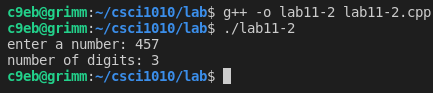 c9eb@grimm:~/csci1010/lab$ g++ -o lab11-2 lab11-2.cpp
c9eb@grimm:~/csci1010/lab$ ./lab11-2
enter a number: 457
number of digits: 3
c9eb@grimm:~/csci1010/lab$